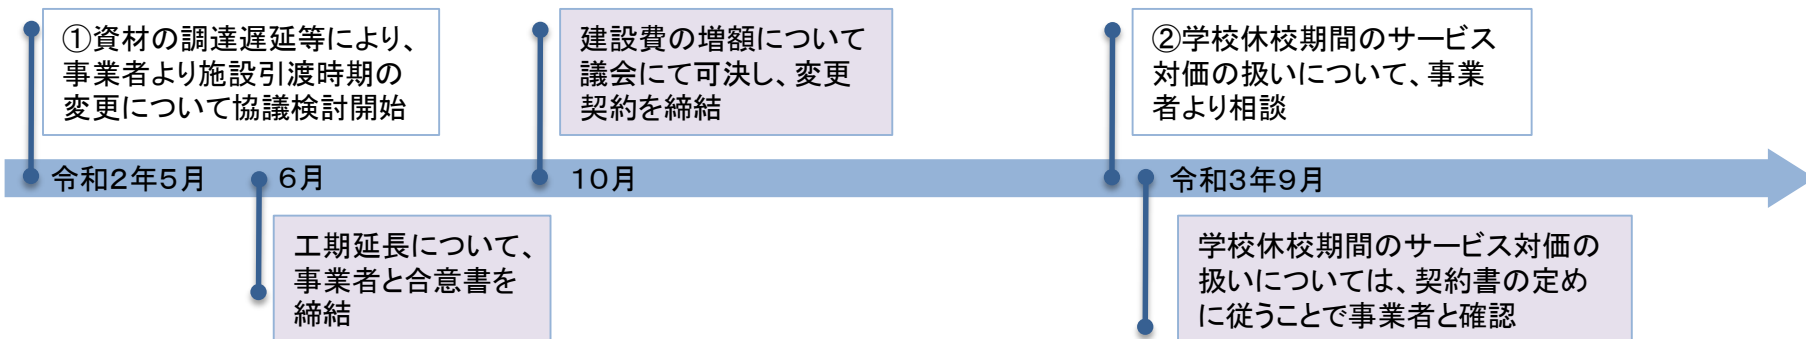 ①資材の調達遅延等により、
事業者より施設引渡時期の
変更について協議検討開始
建設費の増額について
議会にて可決し、変更
契約を締結
②学校休校期間のサービス
対価の扱いについて、事業
者より相談
令和2年5月
6月
10月
令和3年9月
工期延長について、
事業者と合意書を
締結
学校休校期間のサービス対価の
扱いについては、契約書の定め
に従うことで事業者と確認